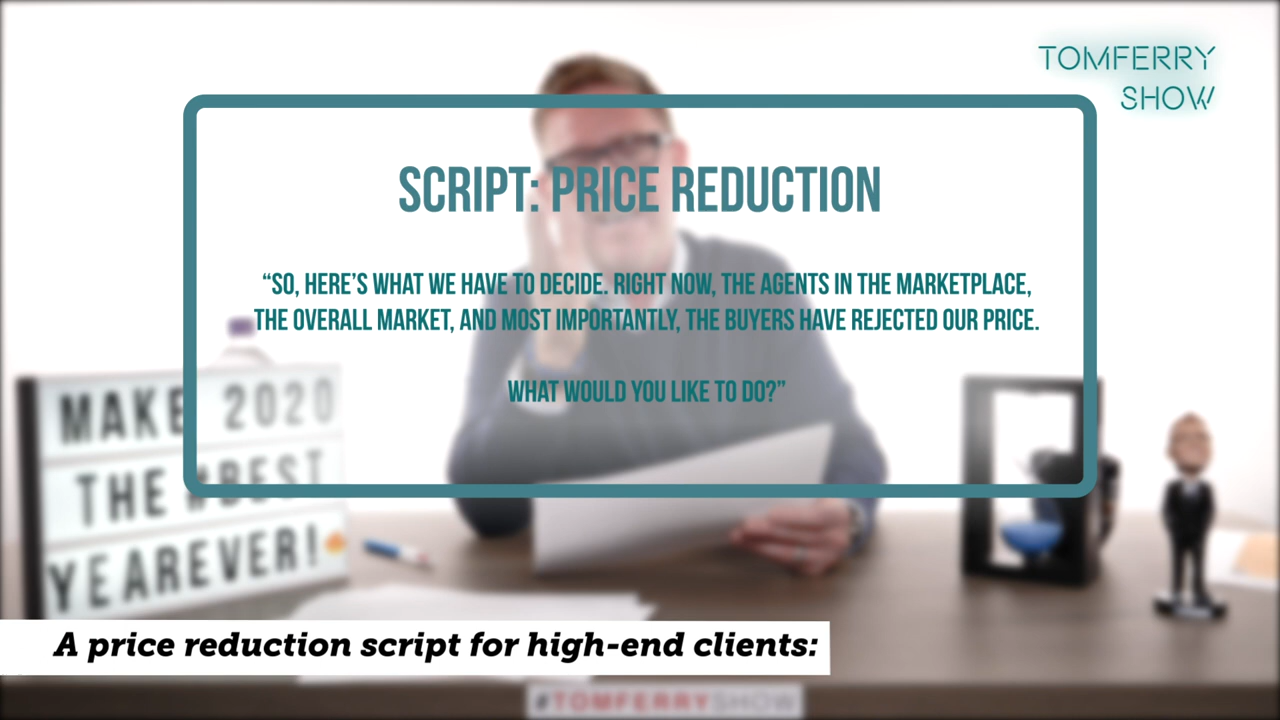 TOMFERRY
SHOW
SCRIPT: PRICE REDUCTION
“SO, HERE’S WHAT WE HAVE TO DECIDE. RIGHT NOW, THE AGENTS IN THE MARKETPLACE,
THE OVERALL MARKET, AND MOST IMPORTANTLY, THE BUYERS HAVE REJECTED OUR PRICE.
WHAT WOULD YOU LIKE TO DO?”
MAKE 2020
THE #BEST
YEAREVER!
A price reduction script for high-end clients:
#TOMFERRYSHOW